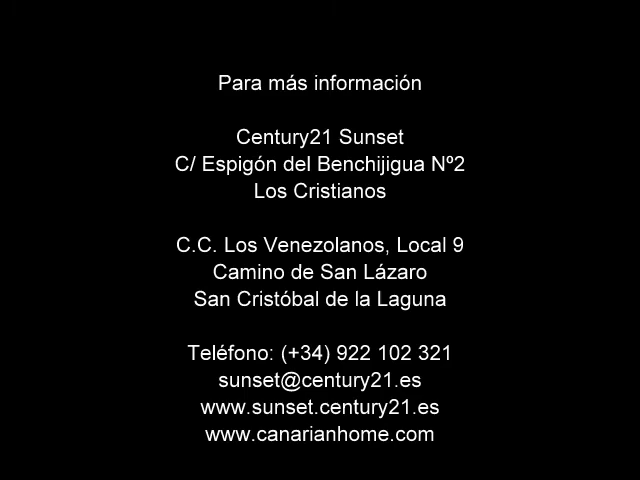 Para más información
Century21 Sunset
C/ Espigón del Benchijigua Nº2
Los Cristianos
C.C. Los Venezolanos, Local 9
Camino de San Lázaro
San Cristóbal de la Laguna
Teléfono: (+34) 922 102 321
sunset@century21.es
www.sunset.century21.es
www.canarianhome.com